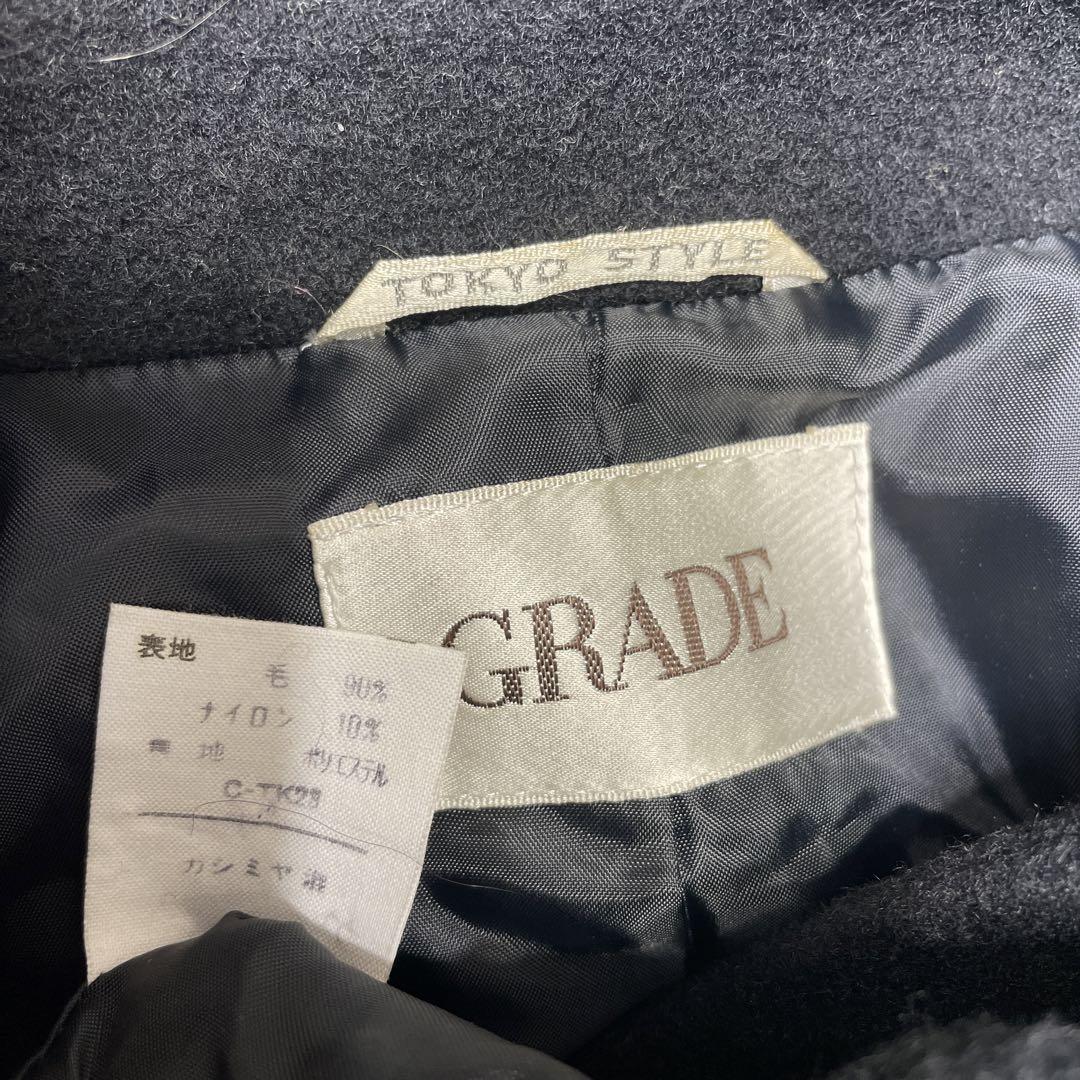 TOKYO STYLE
GRADE
表地
毛 90%
ナイロン 10%
裏地 ポリエステル
C-TK28
カシミヤ混